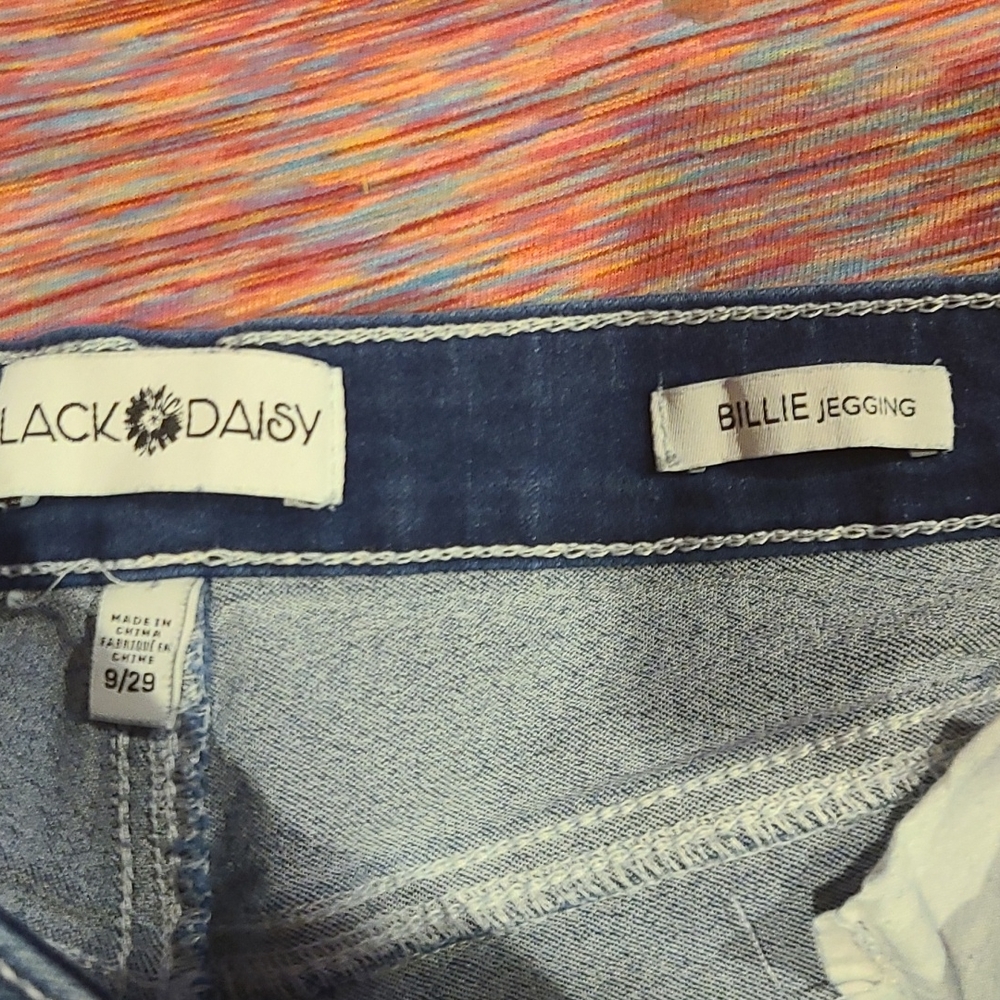 LACK DAISY
BILLIE JEGGING
MADE IN
CHINA
FABRIQUÉ EN
CHINE
9/29